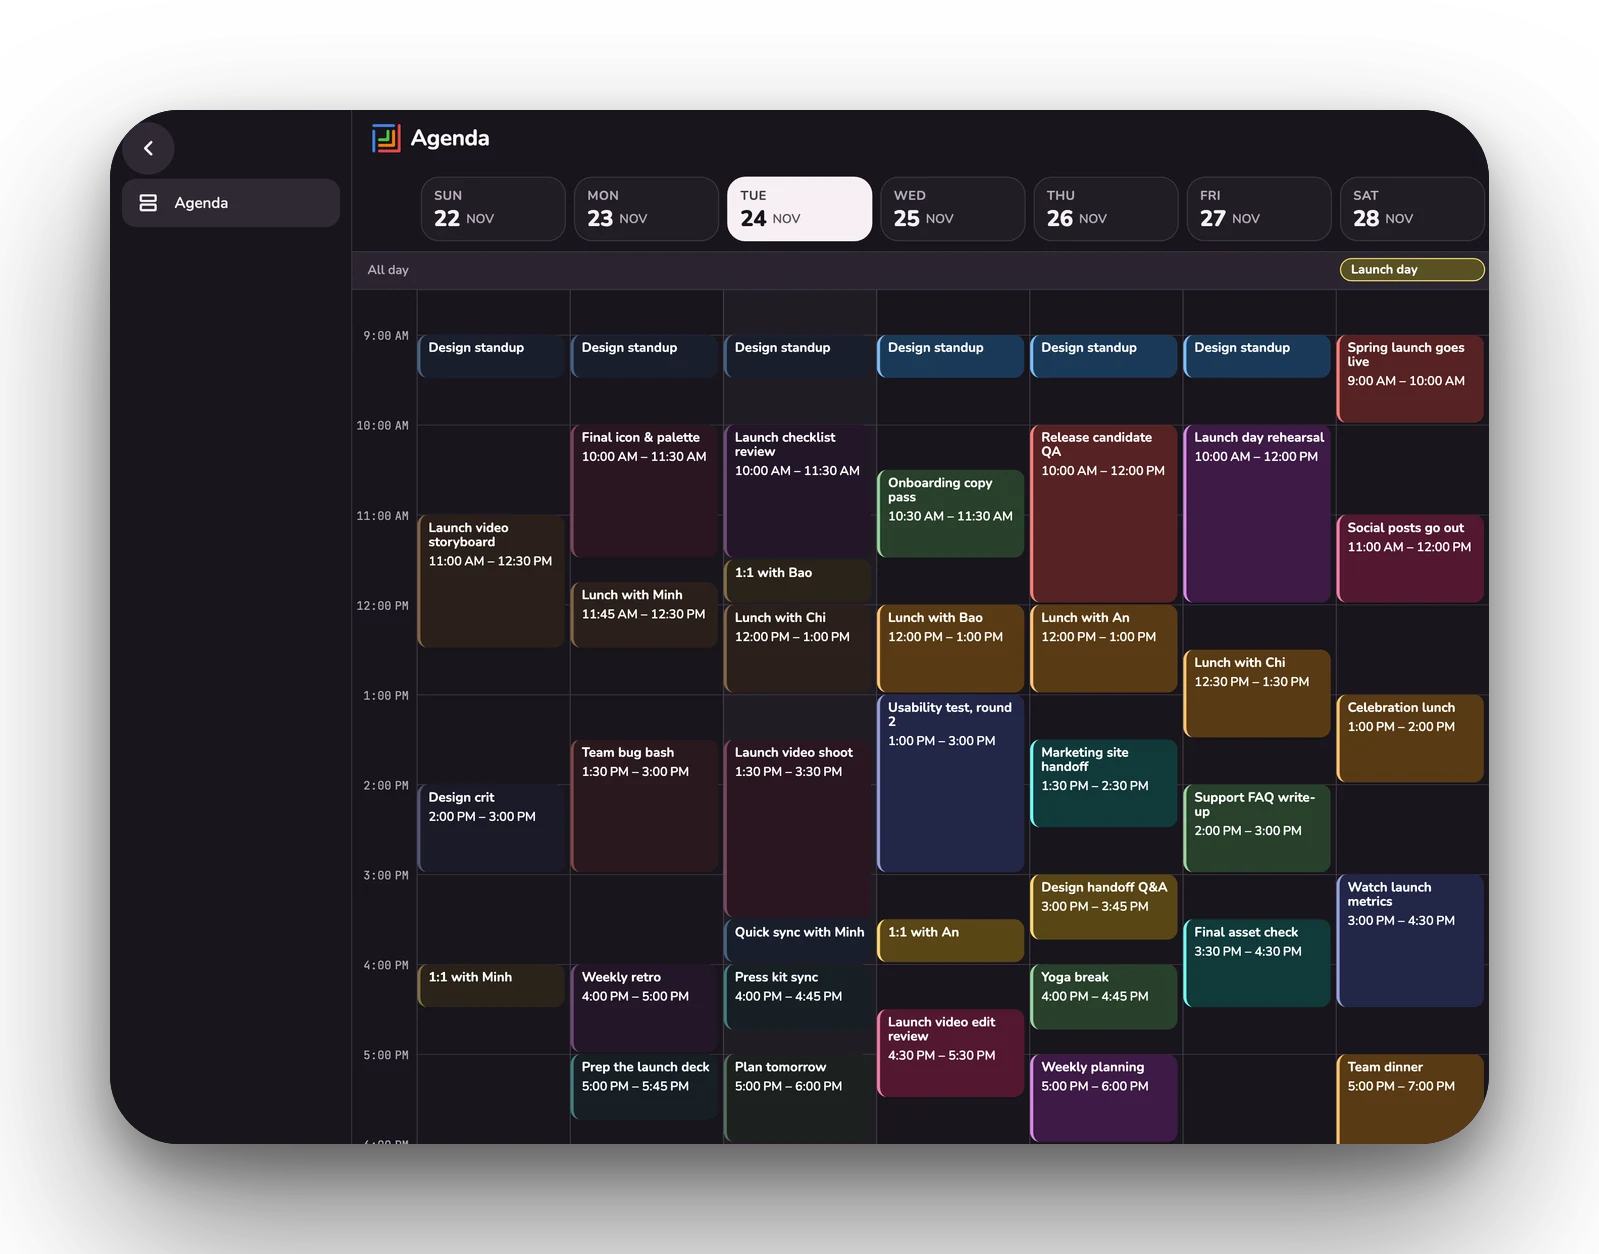 Agenda
Agenda
SUN
22 NOV
MON
23 NOV
TUE
24 NOV
WED
25 NOV
THU
26 NOV
FRI
27 NOV
SAT
28 NOV
All day
Launch day
9:00 AM
10:00 AM
11:00 AM
12:00 PM
1:00 PM
2:00 PM
3:00 PM
4:00 PM
5:00 PM
Design standup
Launch video
storyboard
11:00 AM – 12:30 PM
Design crit
2:00 PM – 3:00 PM
1:1 with Minh
Design standup
Final icon & palette
10:00 AM – 11:30 AM
Lunch with Minh
11:45 AM – 12:30 PM
Team bug bash
1:30 PM – 3:00 PM
Weekly retro
4:00 PM – 5:00 PM
Prep the launch deck
5:00 PM – 5:45 PM
Design standup
Launch checklist
review
10:00 AM – 11:30 AM
1:1 with Bao
Lunch with Chi
12:00 PM – 1:00 PM
Launch video shoot
1:30 PM – 3:30 PM
Quick sync with Minh
Press kit sync
4:00 PM – 4:45 PM
Plan tomorrow
5:00 PM – 6:00 PM
Design standup
Onboarding copy
pass
10:30 AM – 11:30 AM
Lunch with Bao
12:00 PM – 1:00 PM
Usability test, round
2
1:00 PM – 3:00 PM
1:1 with An
Launch video edit
review
4:30 PM – 5:30 PM
Design standup
Release candidate
QA
10:00 AM – 12:00 PM
Lunch with An
12:00 PM – 1:00 PM
Marketing site
handoff
1:30 PM – 2:30 PM
Design handoff Q&A
3:00 PM – 3:45 PM
Yoga break
4:00 PM – 4:45 PM
Weekly planning
5:00 PM – 6:00 PM
Design standup
Launch day rehearsal
10:00 AM – 12:00 PM
Lunch with Chi
12:30 PM – 1:30 PM
Support FAQ write-
up
2:00 PM – 3:00 PM
Final asset check
3:30 PM – 4:30 PM
Spring launch goes
live
9:00 AM – 10:00 AM
Social posts go out
11:00 AM – 12:00 PM
Celebration lunch
1:00 PM – 2:00 PM
Watch launch
metrics
3:00 PM – 4:30 PM
Team dinner
5:00 PM – 7:00 PM